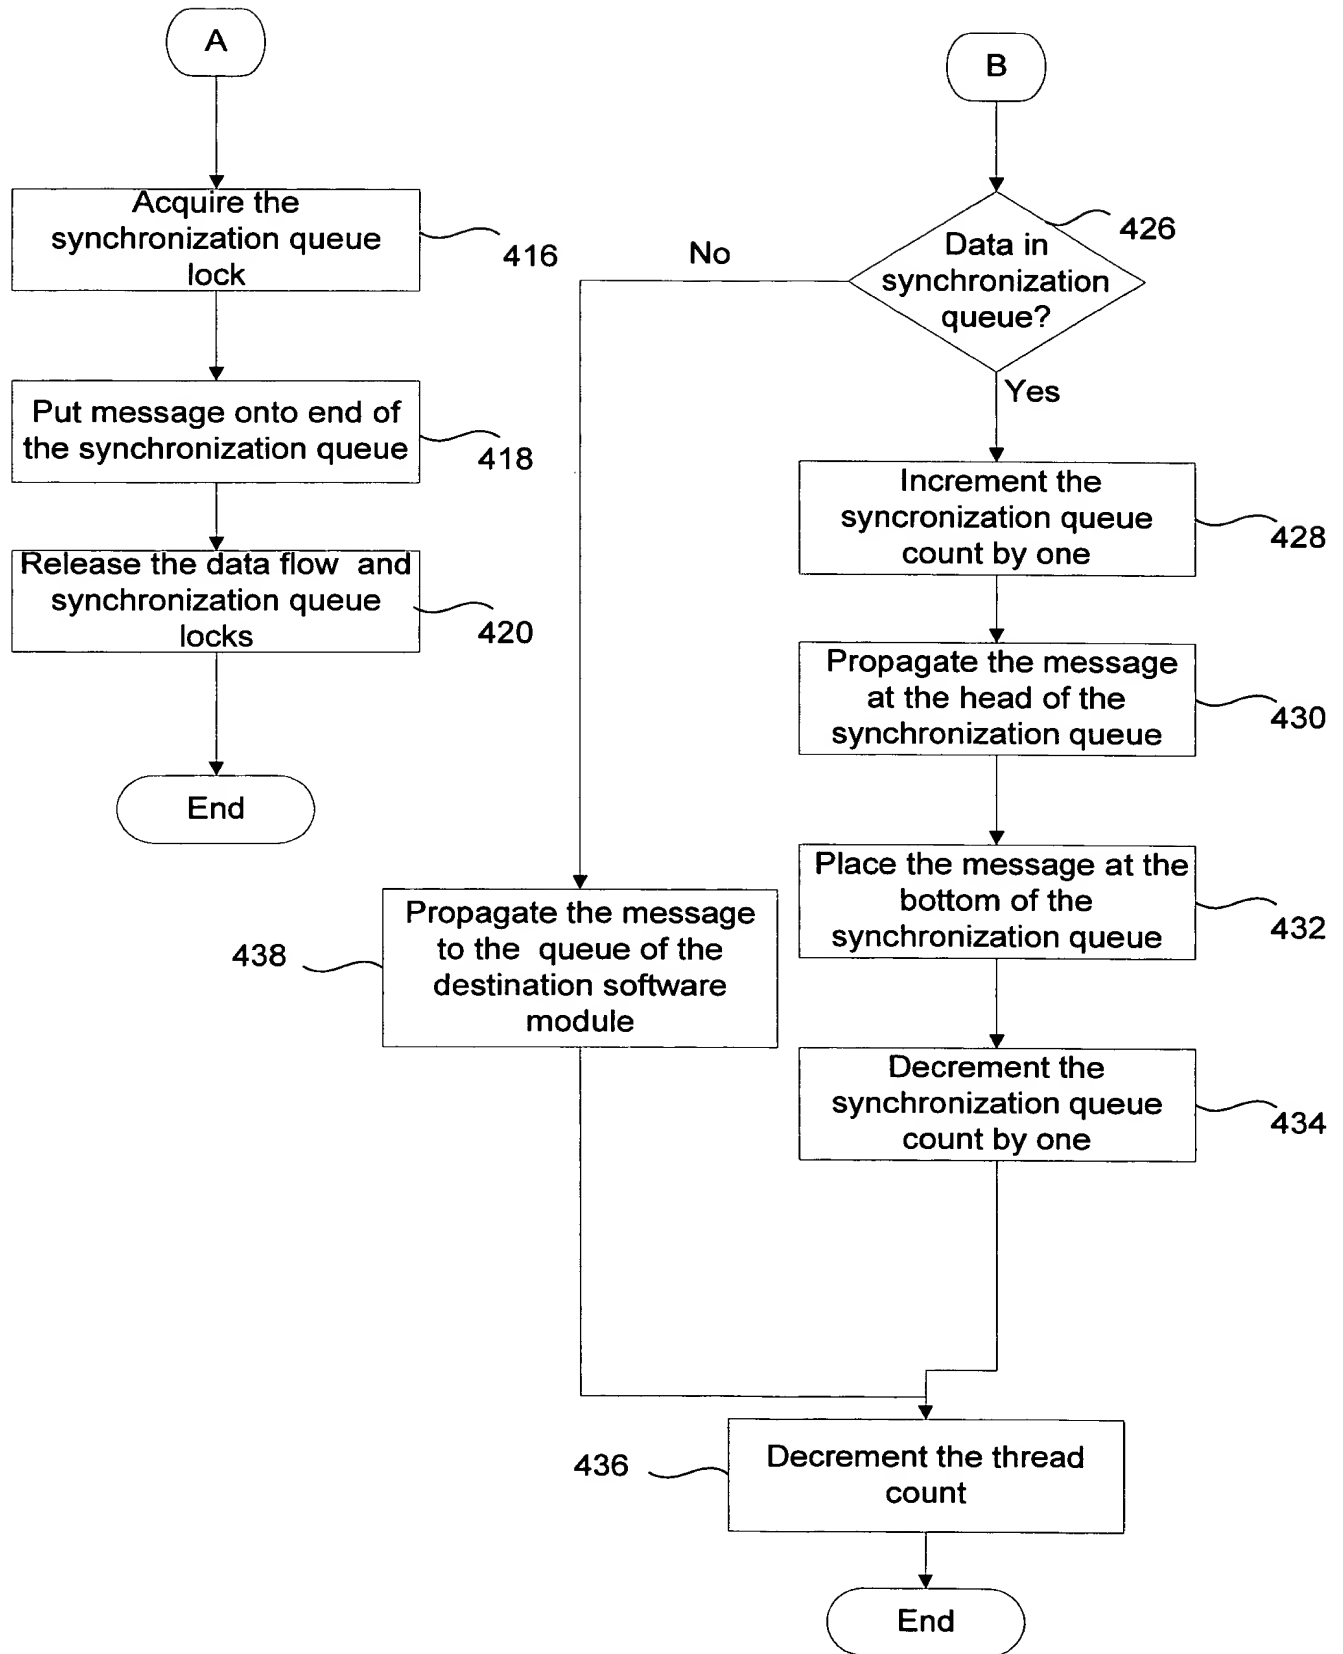 A
Acquire the
synchronization queue
lock
416
Put message onto end of
the synchronization queue
418
Release the data flow and
synchronization queue
locks
420
End
B
Data in
synchronization
queue?
426
No
Yes
Increment the
syncronization queue
count by one
428
Propagate the message
at the head of the
synchronization queue
430
Place the message at the
bottom of the
synchronization queue
432
Decrement the
synchronization queue
count by one
434
Propagate the message
to the queue of the
destination software
module
438
Decrement the thread
count
436
End